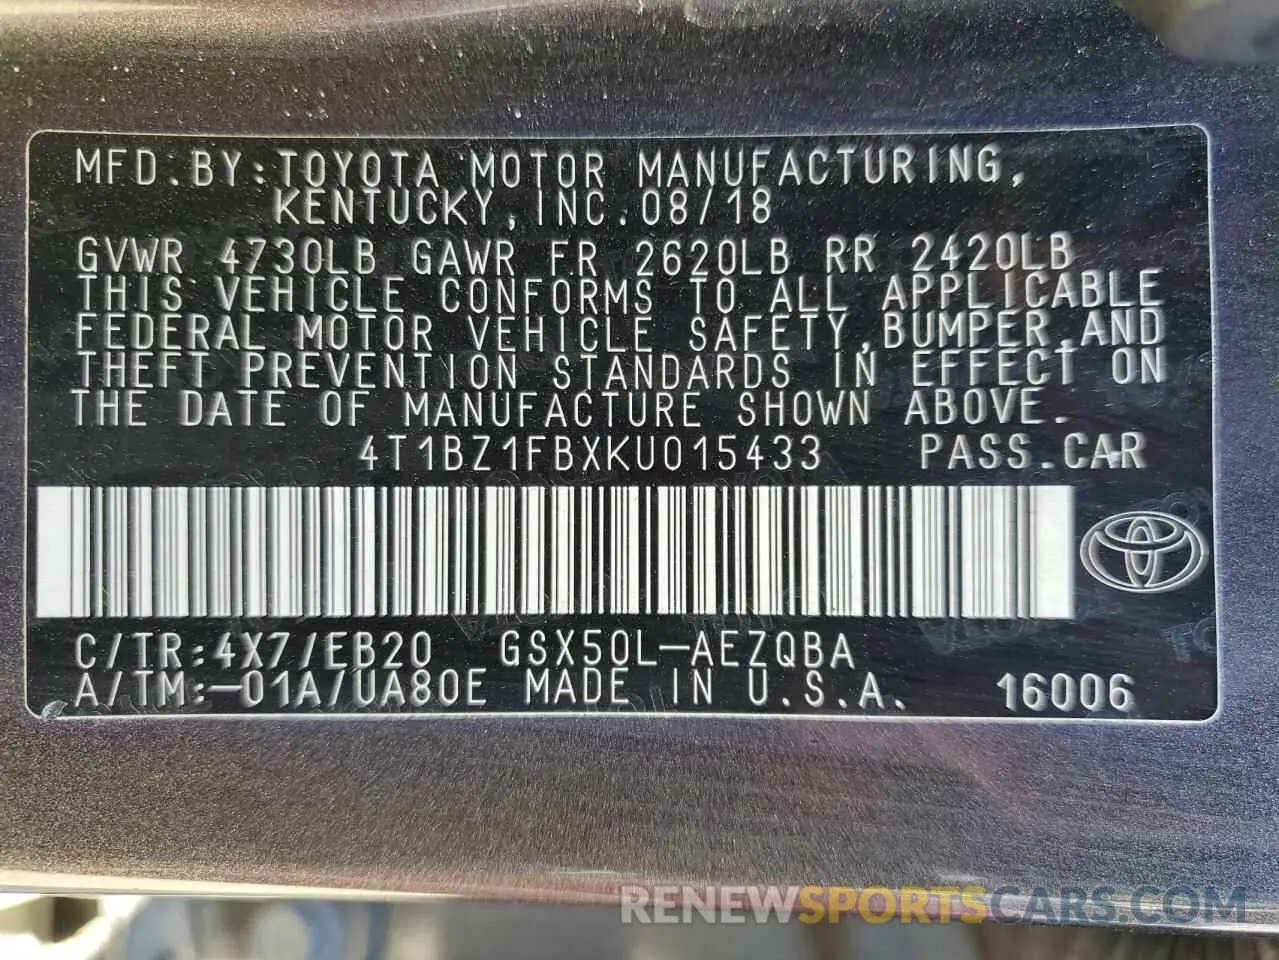 MFD.BY:TOYOTA MOTOR MANUFACTURING,
KENTUCKY,INC.08/18
GVWR 4730LB GAWR FR 2620LB RR 2420LB
THIS VEHICLE CONFORMS TO ALL APPLICABLE
FEDERAL MOTOR VEHICLE SAFETY,BUMPER,AND
THEFT PREVENTION STANDARDS IN EFFECT ON
THE DATE OF MANUFACTURE SHOWN ABOVE.
4T1BZ1FBXKU015433 PASS.CAR
C/TR:4X7/EB20 GSX50L-AEZQBA
A/TM:-01A/UA80E MADE IN U.S.A. 16006
RENEWSPORTSCARS.COM